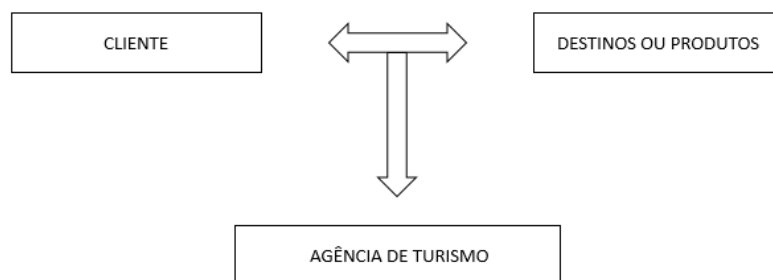 CLIENTE
DESTINOS OU PRODUTOS
AGÊNCIA DE TURISMO